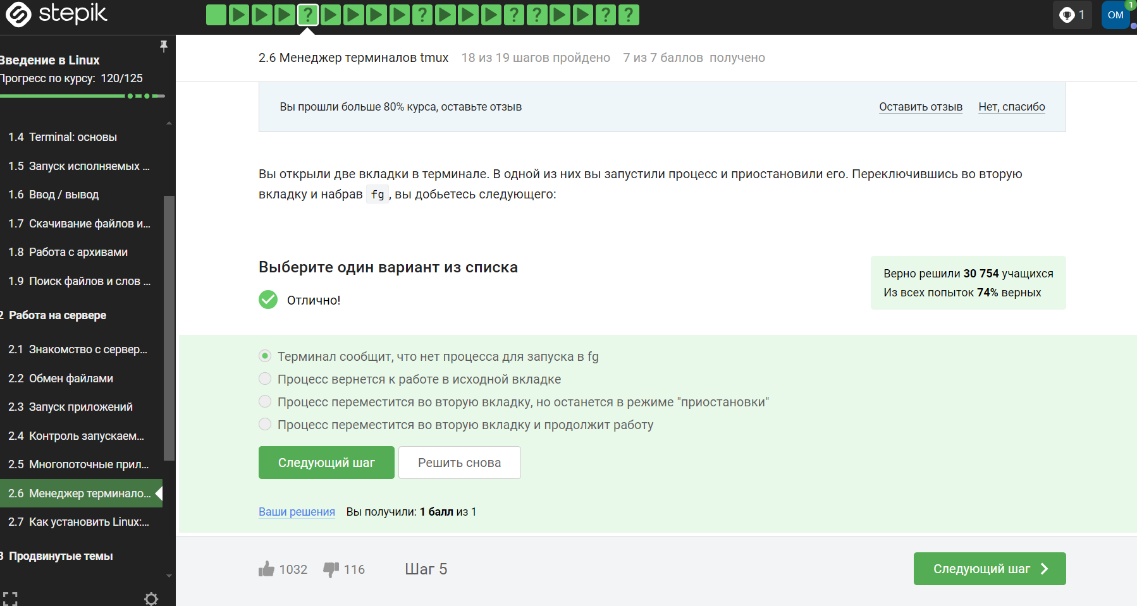 stepik
? ? ? ? ? ?
1
OM
1
Введение в Linux
Прогресс по курсу: 120/125
1.4 Terminal: основы
1.5 Запуск исполняемых ...
1.6 Ввод / вывод
1.7 Скачивание файлов и...
1.8 Работа с архивами
1.9 Поиск файлов и слов ...
2 Работа на сервере
2.1 Знакомство с сервер...
2.2 Обмен файлами
2.3 Запуск приложений
2.4 Контроль запускаем...
2.5 Многопоточные прил...
2.6 Менеджер терминало...
2.7 Как установить Linux:...
3 Продвинутые темы
2.6 Менеджер терминалов tmux 18 из 19 шагов пройдено 7 из 7 баллов получено
Вы прошли больше 80% курса, оставьте отзыв
Оставить отзыв
Нет, спасибо
Вы открыли две вкладки в терминале. В одной из них вы запустили процесс и приостановили его. Переключившись во вторую
вкладку и набрав fg, вы добьетесь следующего:
Выберите один вариант из списка
Отлично!
Верно решили 30 754 учащихся
Из всех попыток 74% верных
Терминал сообщит, что нет процесса для запуска в fg
Процесс вернется к работе в исходной вкладке
Процесс переместится во вторую вкладку, но останется в режиме "приостановки"
Процесс переместится во вторую вкладку и продолжит работу
Следующий шаг
Решить снова
Ваши решения Вы получили: 1 балл из 1
1032
116
Шаг 5
Следующий шаг